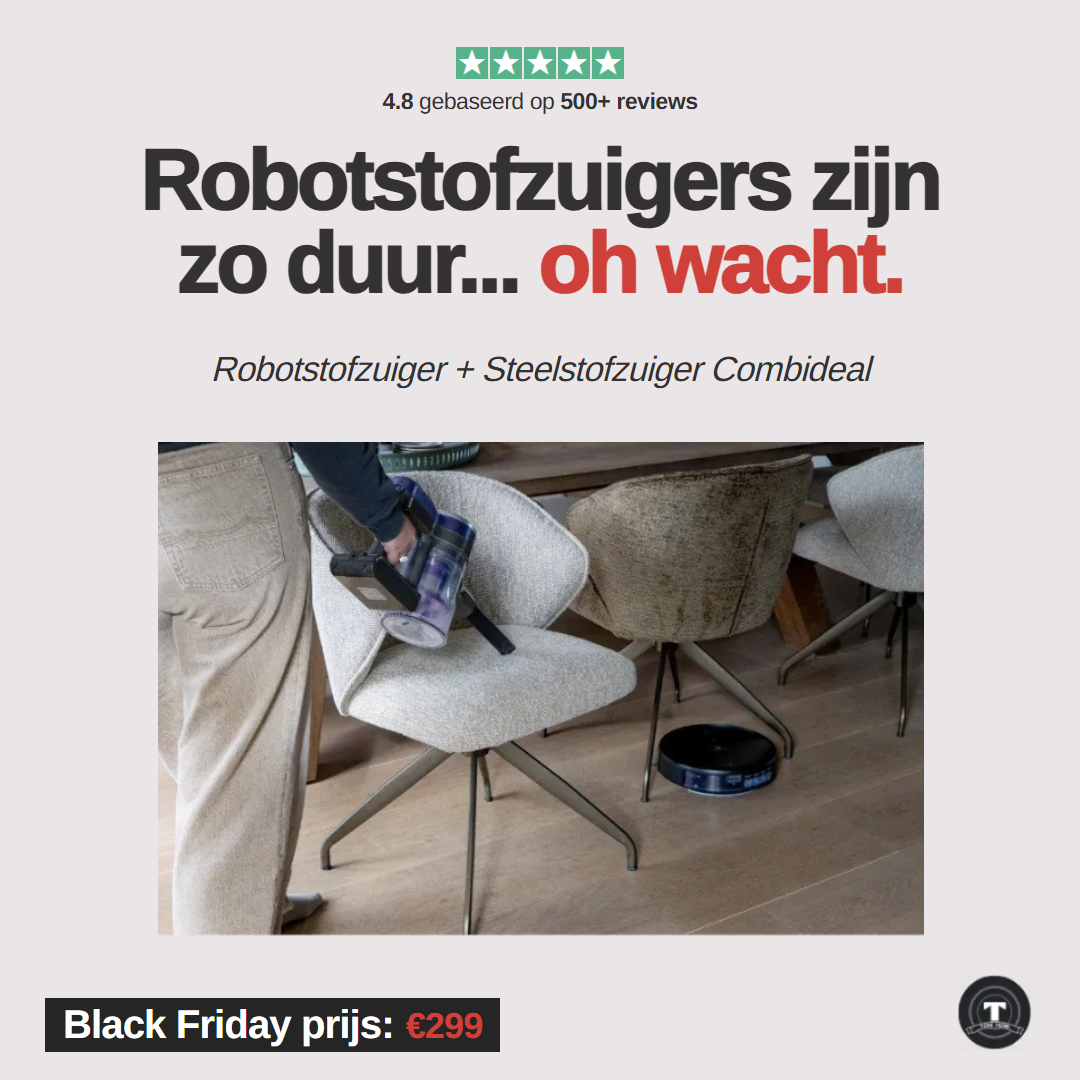 4.8 gebaseerd op 500+ reviews
Robotstofzuigers zijn
zo duur... oh wacht.
Robotstofzuiger + Steelstofzuiger Combideal
Black Friday prijs: €299
T